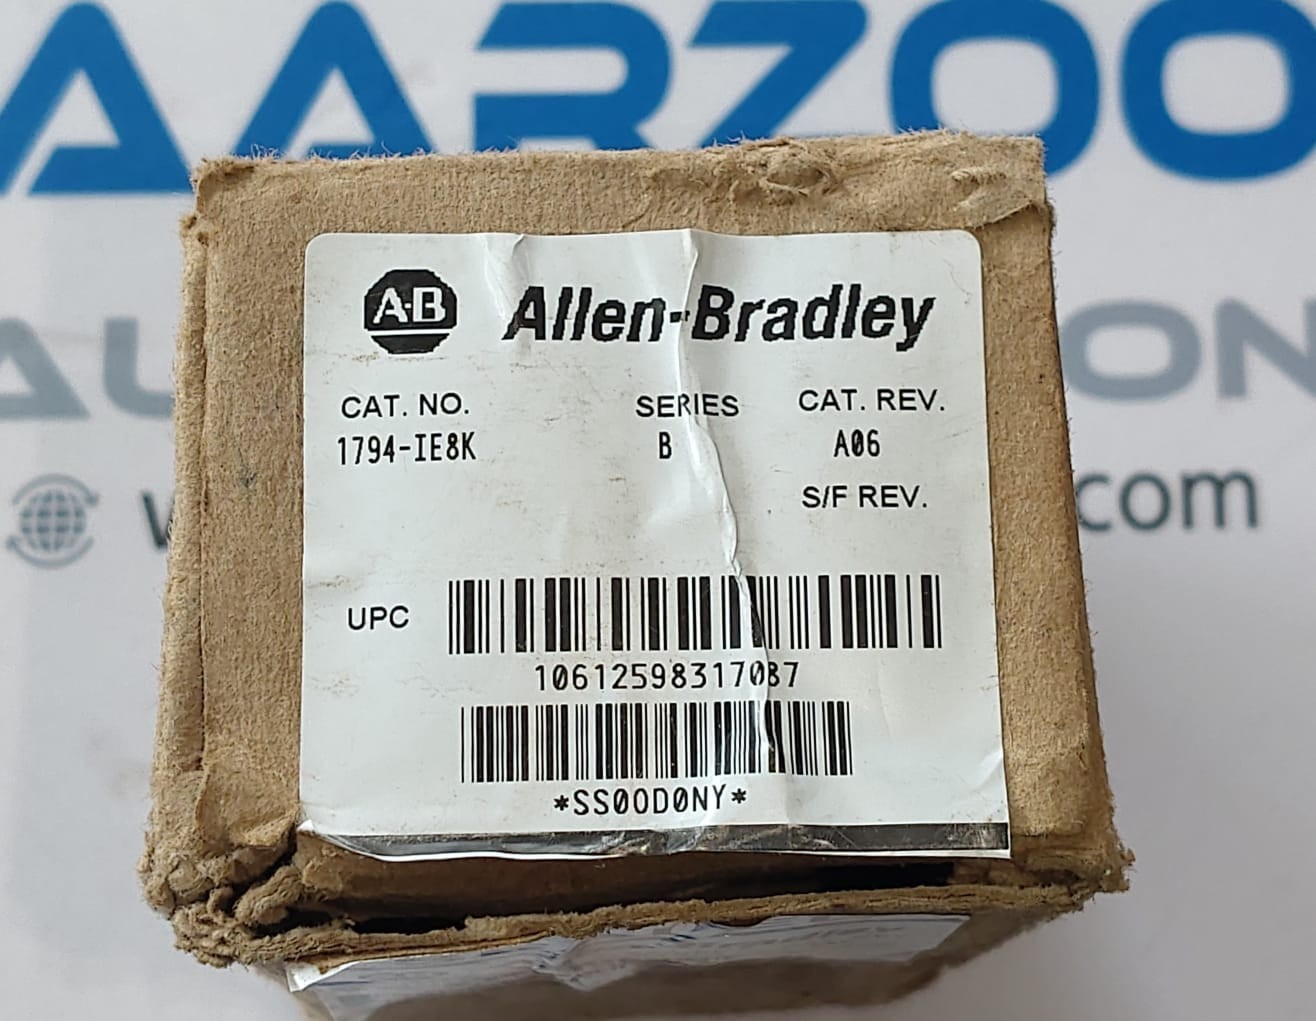 AARZOO
A-B Allen-Bradley
CAT. NO. SERIES CAT. REV.
1794-IE8K B A06
S/F REV.
UPC
10612598317087
*SS00D0NY*